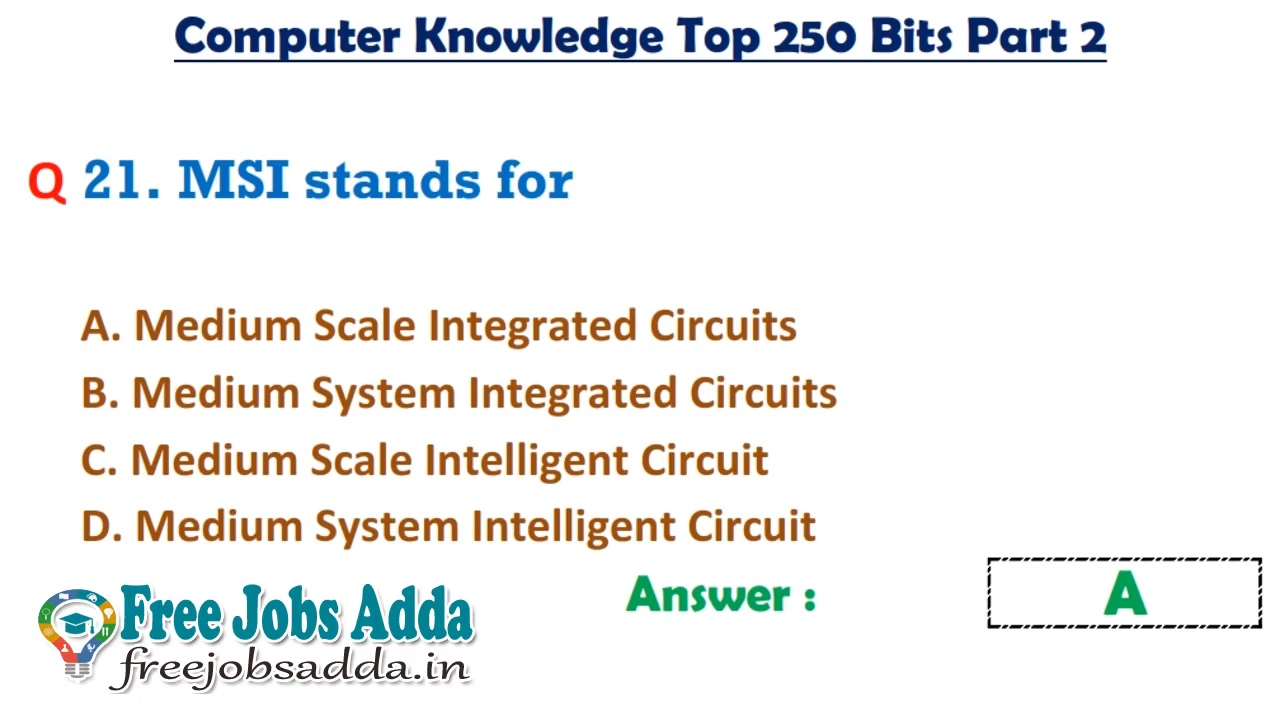 Computer Knowledge Top 250 Bits Part 2
Q 21. MSI stands for
A. Medium Scale Integrated Circuits
B. Medium System Integrated Circuits
C. Medium Scale Intelligent Circuit
D. Medium System Intelligent Circuit
Answer : A
Free Jobs Adda
freejobsadda.in